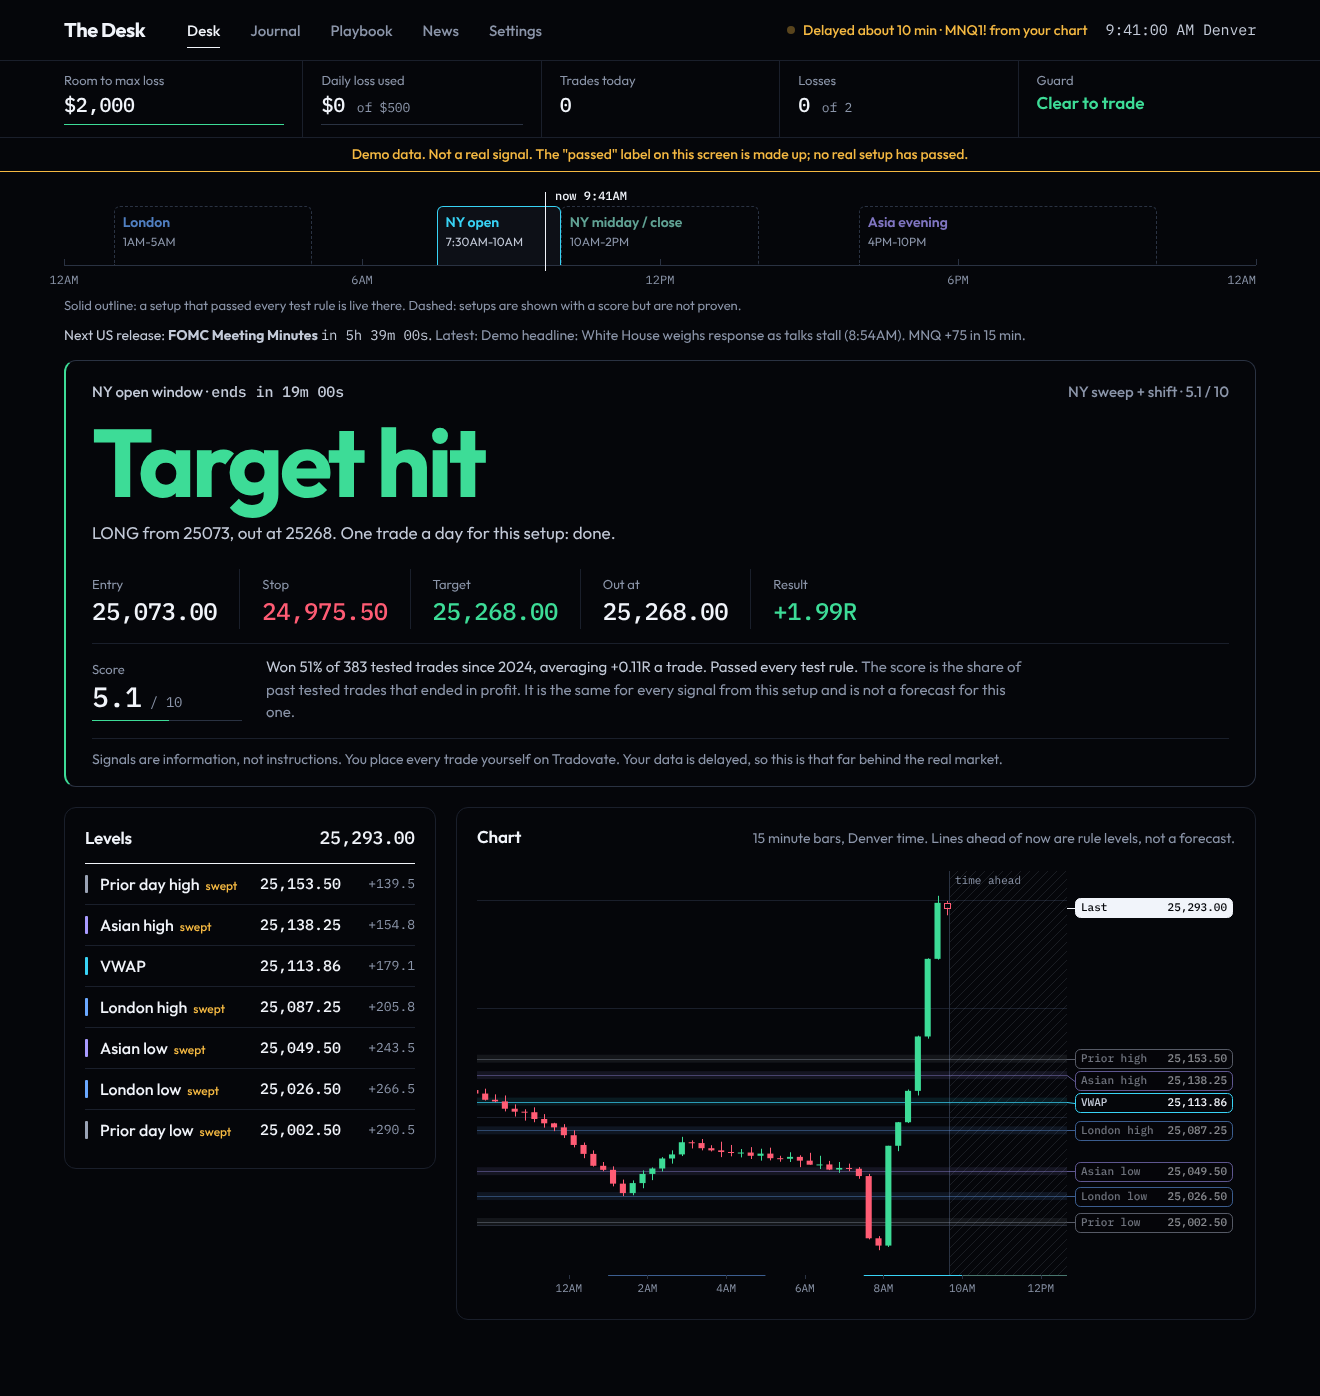 The Desk
Desk
Journal
Playbook
News
Settings
Delayed about 10 min · MNQ1! from your chart
9:41:00 AM Denver
Room to max loss
$2,000
Daily loss used
$0 of $500
Trades today
0
Losses
0 of 2
Guard
Clear to trade
Demo data. Not a real signal. The "passed" label on this screen is made up; no real setup has passed.
now 9:41AM
London
1AM-5AM
NY open
7:30AM-10AM
NY midday / close
10AM-2PM
Asia evening
4PM-10PM
12AM
6AM
12PM
6PM
12AM
Solid outline: a setup that passed every test rule is live there. Dashed: setups are shown with a score but are not proven.
Next US release: FOMC Meeting Minutes in 5h 39m 00s. Latest: Demo headline: White House weighs response as talks stall (8:54AM). MNQ +75 in 15 min.
NY open window · ends in 19m 00s
NY sweep + shift · 5.1 / 10
Target hit
LONG from 25073, out at 25268. One trade a day for this setup: done.
Entry
25,073.00
Stop
24,975.50
Target
25,268.00
Out at
25,268.00
Result
+1.99R
Score
5.1 / 10
Won 51% of 383 tested trades since 2024, averaging +0.11R a trade. Passed every test rule. The score is the share of
past tested trades that ended in profit. It is the same for every signal from this setup and is not a forecast for this
one.
Signals are information, not instructions. You place every trade yourself on Tradovate. Your data is delayed, so this is that far behind the real market.
Levels
25,293.00
Prior day high swept 25,153.50 +139.5
Asian high swept 25,138.25 +154.8
VWAP 25,113.86 +179.1
London high swept 25,087.25 +205.8
Asian low swept 25,049.50 +243.5
London low swept 25,026.50 +266.5
Prior day low swept 25,002.50 +290.5
Chart
15 minute bars, Denver time. Lines ahead of now are rule levels, not a forecast.
time ahead
Last 25,293.00
Prior high 25,153.50
Asian high 25,138.25
VWAP 25,113.86
London high 25,087.25
Asian low 25,049.50
London low 25,026.50
Prior low 25,002.50
12AM
2AM
4AM
6AM
8AM
10AM
12PM